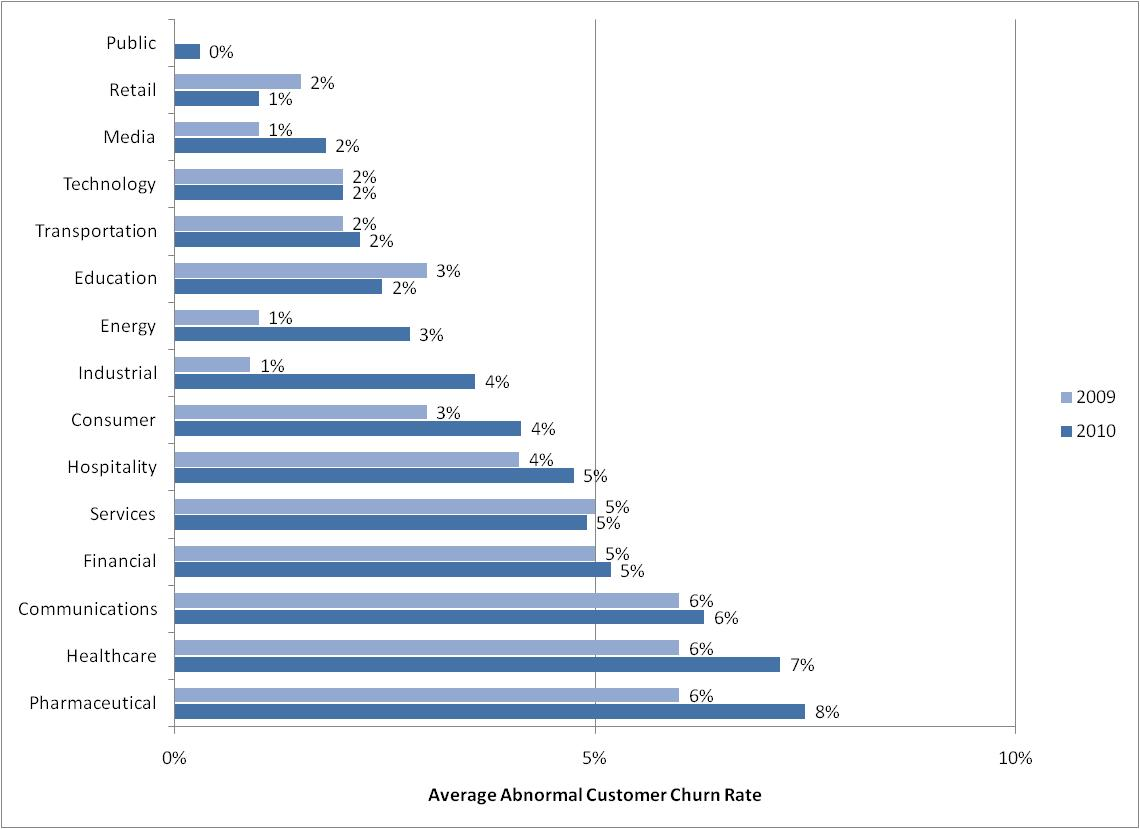 Public 0%
Retail 2% 1%
Media 1% 2%
Technology 2% 2%
Transportation 2% 2%
Education 3% 2%
Energy 1% 3%
Industrial 1% 4%
Consumer 3% 4%
Hospitality 4% 5%
Services 5% 5%
Financial 5% 5%
Communications 6% 6%
Healthcare 6% 7%
Pharmaceutical 6% 8%
0% 5% 10%
Average Abnormal Customer Churn Rate
2009
2010